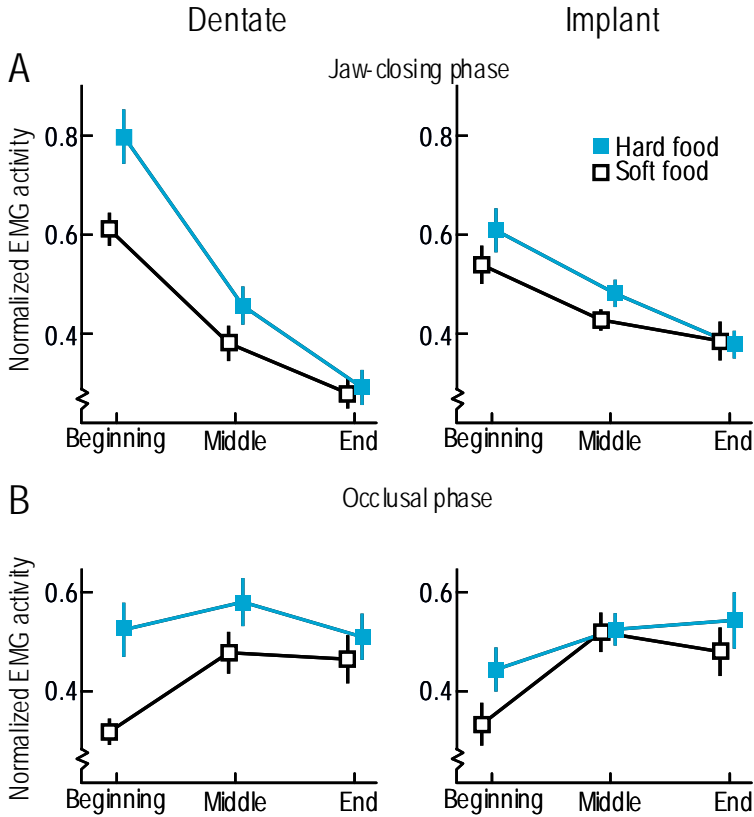 Dentate
Implant
A
Jaw-closing phase
Normalized EMG activity
0.8
0.6
0.4
Beginning
Middle
End
Hard food
Soft food
Beginning
Middle
End
B
Occlusal phase
Normalized EMG activity
0.6
0.4
Beginning
Middle
End
Beginning
Middle
End
0.8
0.6
0.4
0.6
0.4